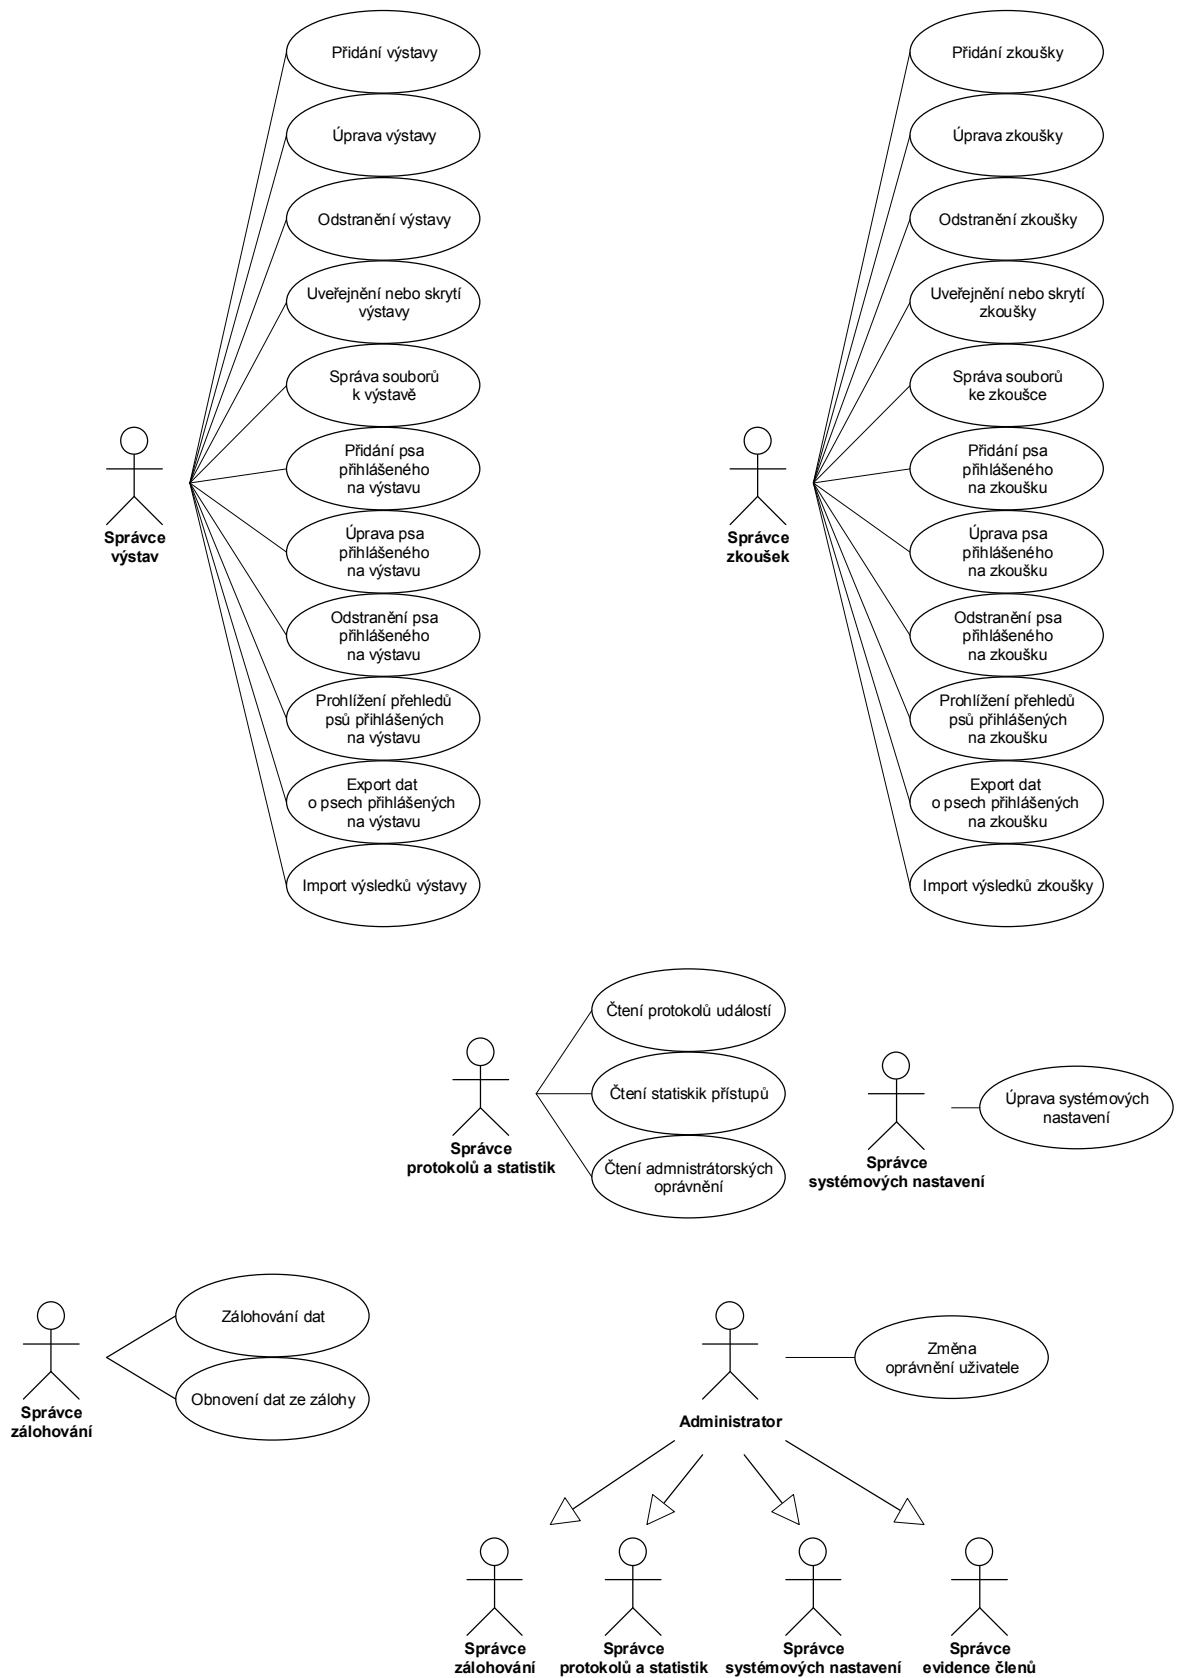 Přidání výstavy
Úprava výstavy
Odstranění výstavy
Uveřejnění nebo skrytí
výstavy
Správa souborů
k výstavě
Přidání psa
přihlášeného
na výstavu
Úprava psa
přihlášeného
na výstavu
Odstranění psa
přihlášeného
na výstavu
Prohlížení přehledů
psů přihlášených
na výstavu
Export dat
o psech přihlášených
na výstavu
Import výsledků výstavy
Správce
výstav
Přidání zkoušky
Úprava zkoušky
Odstranění zkoušky
Uveřejnění nebo skrytí
zkoušky
Správa souborů
ke zkoušce
Přidání psa
přihlášeného
na zkoušku
Úprava psa
přihlášeného
na zkoušku
Odstranění psa
přihlášeného
na zkoušku
Prohlížení přehledů
psů přihlášených
na zkoušku
Export dat
o psech přihlášených
na zkoušku
Import výsledků zkoušky
Správce
zkoušek
Čtení protokolů událostí
Čtení statiskik přístupů
Čtení admnistrátorských
oprávnění
Správce
protokolů a statistik
Úprava systémových
nastavení
Správce
systémových nastavení
Zálohování dat
Obnovení dat ze zálohy
Správce
zálohování
Změna
oprávnění uživatele
Administrator
Správce
zálohování
Správce
protokolů a statistik
Správce
systémových nastavení
Správce
evidence členů